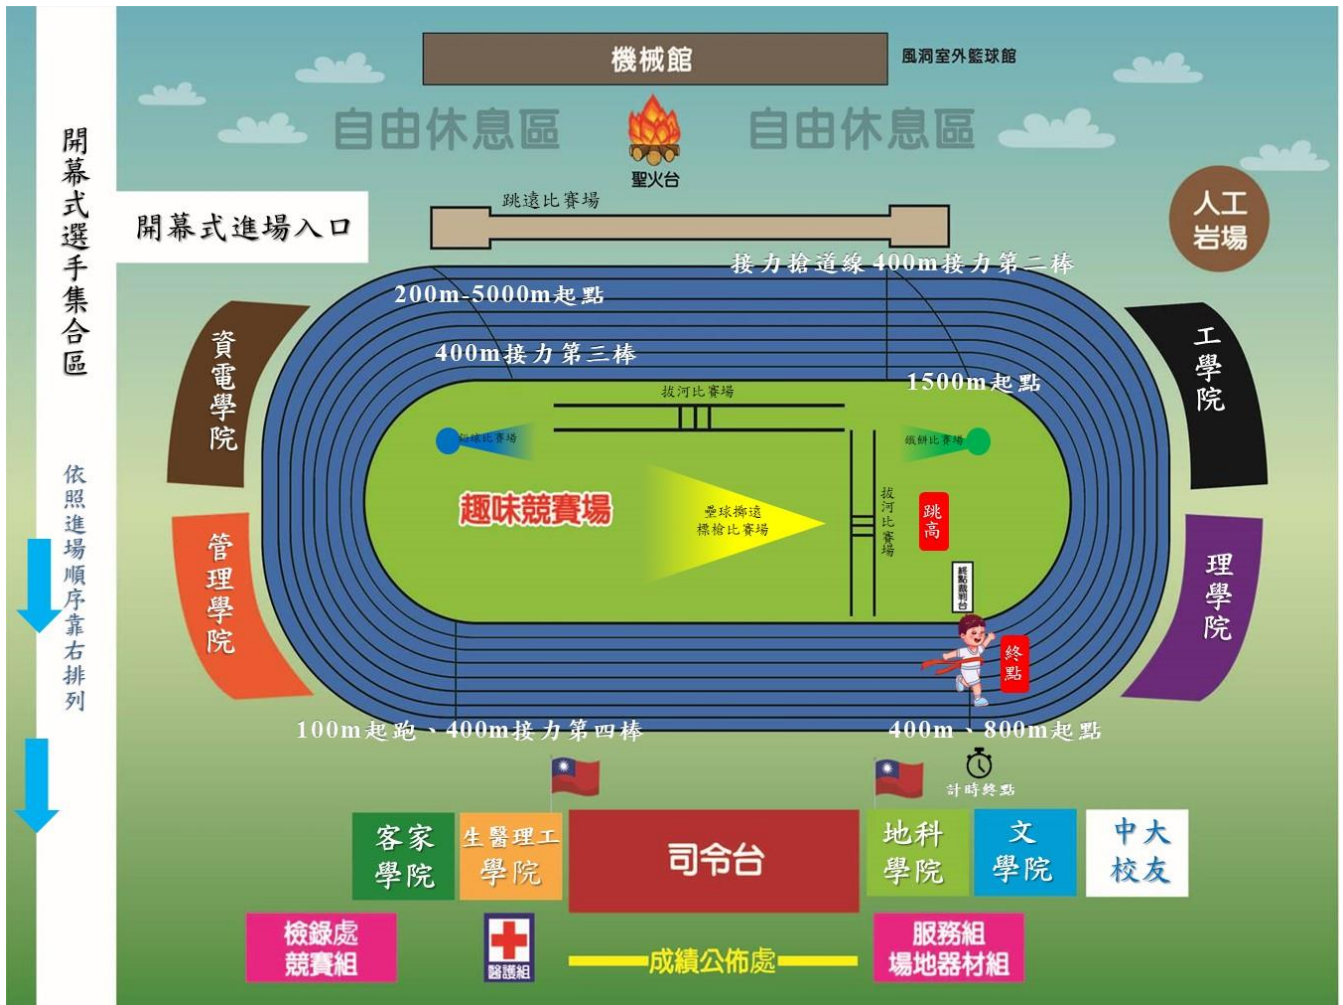 機械館
風洞室外籃球館
自由休息區
自由休息區
聖火台
開幕式選手集合區
開幕式進場入口
跳遠比賽場
人工
岩場
接力搶道線 400m接力第二棒
200m-5000m起點
400m接力第三棒
1500m起點
資電學院
工學院
拔河比賽場
鉛球比賽場
鐵餅比賽場
依照進場順序靠右排列
趣味競賽場
壘球擲遠
標槍比賽場
拔河比賽場
跳高
管理學院
理學院
終點裁判台
終點
100m起跑、400m接力第四棒
400m、800m起點
計時終點
客家
學院
生醫理工
學院
司令台
地科
學院
文
學院
中大
校友
檢錄處
競賽組
醫護組
成績公佈處
服務組
場地器材組